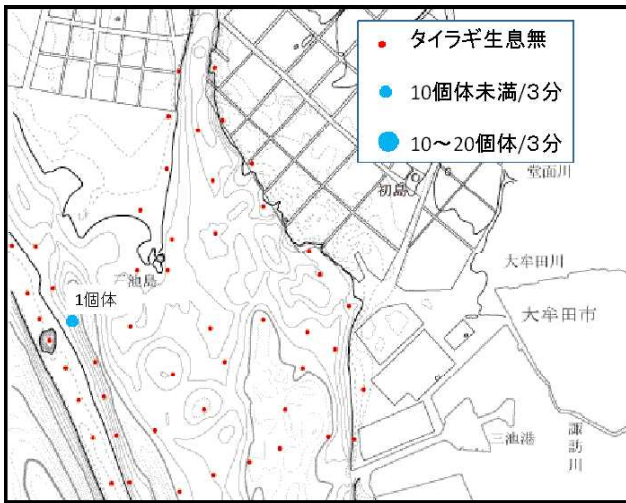 タイラギ生息無
10個体未満/3分
10~20個体/3分
堂面川
初島
大牟田川
三池島
1個体
大牟田市
諏訪川
三池港